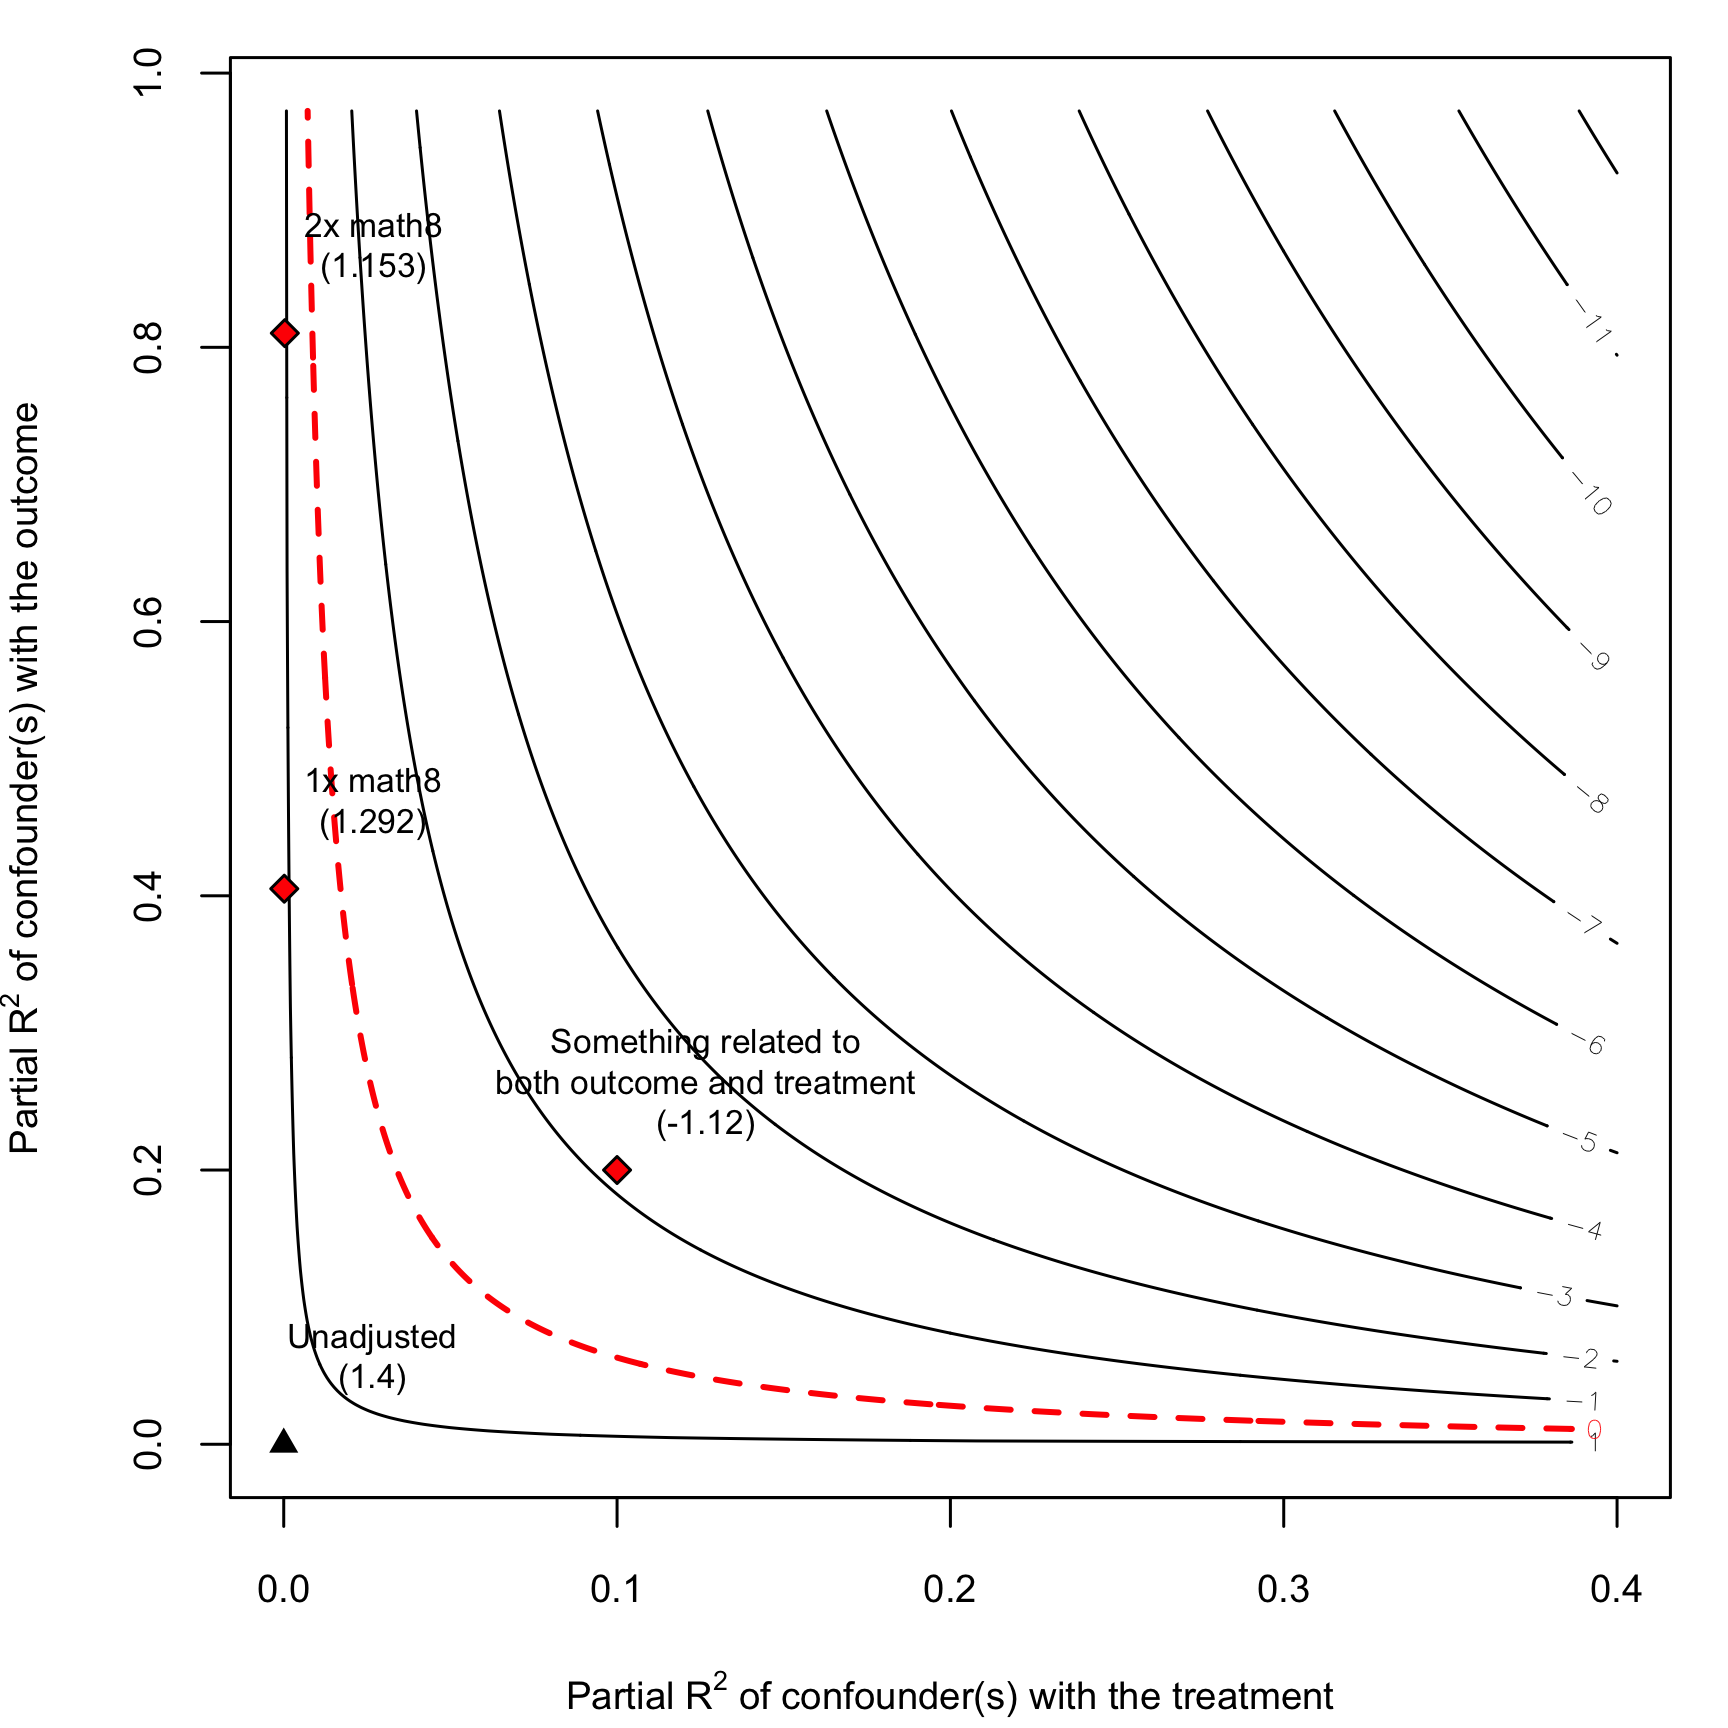 1.0
0.8
0.6
0.4
0.2
0.0
Partial R² of confounder(s) with the outcome
2x math8
(1.153)
1x math8
(1.292)
Something related to
both outcome and treatment
(-1.12)
Unadjusted
(1.4)
-11
-10
-9
-8
-7
-6
-5
-4
-3
-2
-1
0
1
0.0 0.1 0.2 0.3 0.4
Partial R² of confounder(s) with the treatment